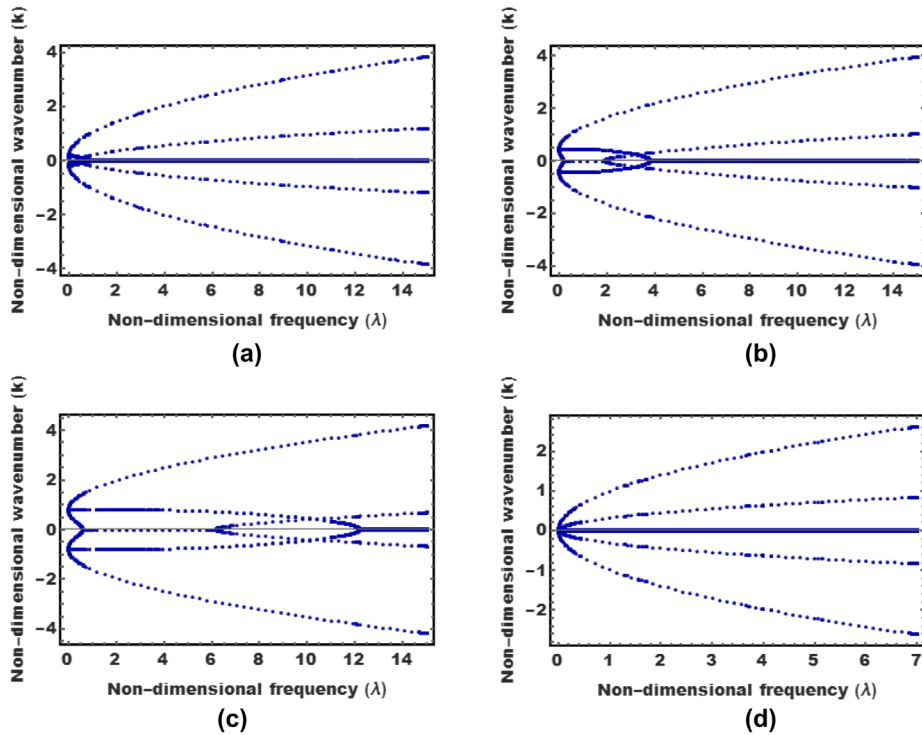 Non-dimensional wavenumber (k)
4
2
0
−2
−4
0 2 4 6 8 10 12 14
Non-dimensional frequency (λ)
(a)
Non-dimensional wavenumber (k)
4
2
0
−2
−4
0 2 4 6 8 10 12 14
Non-dimensional frequency (λ)
(b)
Non-dimensional wavenumber (k)
4
2
0
−2
−4
0 2 4 6 8 10 12 14
Non-dimensional frequency (λ)
(c)
Non-dimensional wavenumber (k)
2
1
0
−1
−2
0 1 2 3 4 5 6 7
Non-dimensional frequency (λ)
(d)